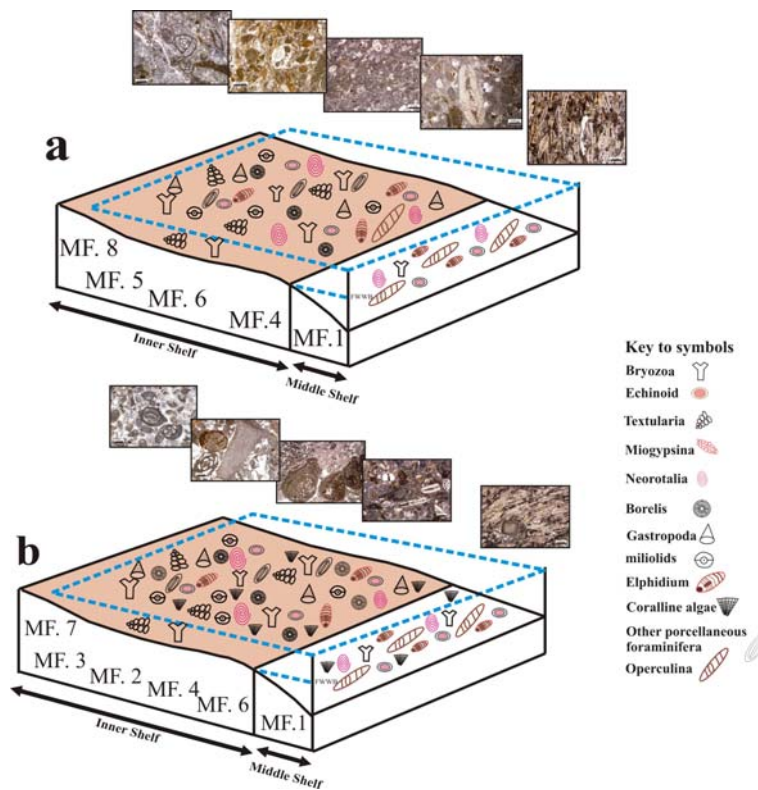 a
MF. 8
MF. 5
MF. 6
MF.4
MF.1
FWWB
Inner Shelf
Middle Shelf
b
MF. 7
MF. 3
MF. 2
MF. 4
MF. 6
MF.1
FWWB
Inner Shelf
Middle Shelf
Key to symbols
Bryozoa
Echinoid
Textularia
Miogypsina
Neorotalia
Borelis
Gastropoda
miliolids
Elphidium
Coralline algae
Other porcellaneous
foraminifera
Operculina